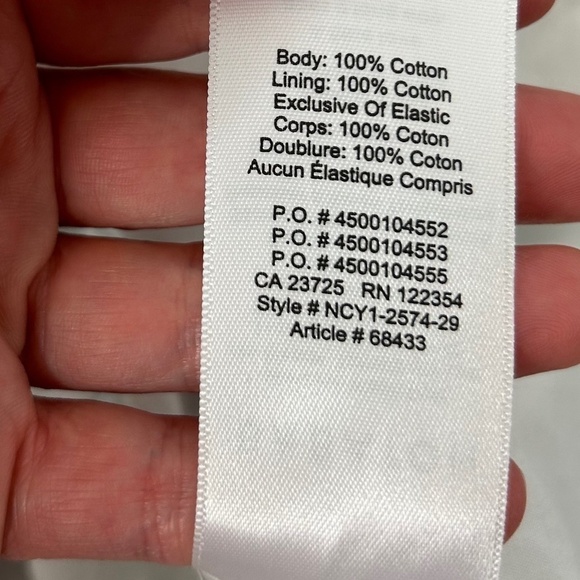 Body: 100% Cotton
Lining: 100% Cotton
Exclusive Of Elastic
Corps: 100% Coton
Doublure: 100% Coton
Aucun Élastique Compris
P.O. # 4500104552
P.O. # 4500104553
P.O. # 4500104555
CA 23725 RN 122354
Style # NCY1-2574-29
Article # 68433